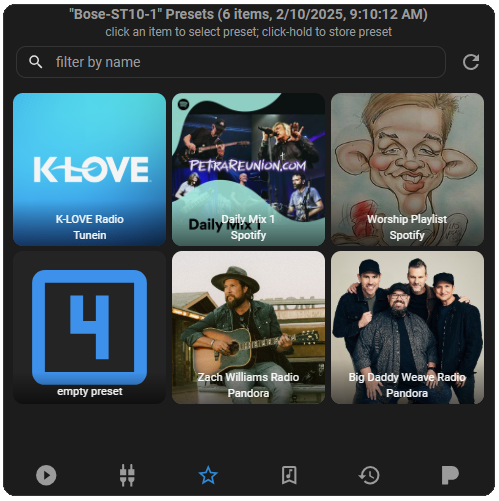 "Bose-ST10-1" Presets (6 items, 2/10/2025, 9:10:12 AM)
click an item to select preset; click-hold to store preset
filter by name
K-LOVE
K-LOVE Radio
Tunein
PETRAREUNION.COM
Daily Mix 1
Daily Mix 1
Spotify
Worship Playlist
Spotify
4
empty preset
Zach Williams Radio
Pandora
Big Daddy Weave Radio
Pandora